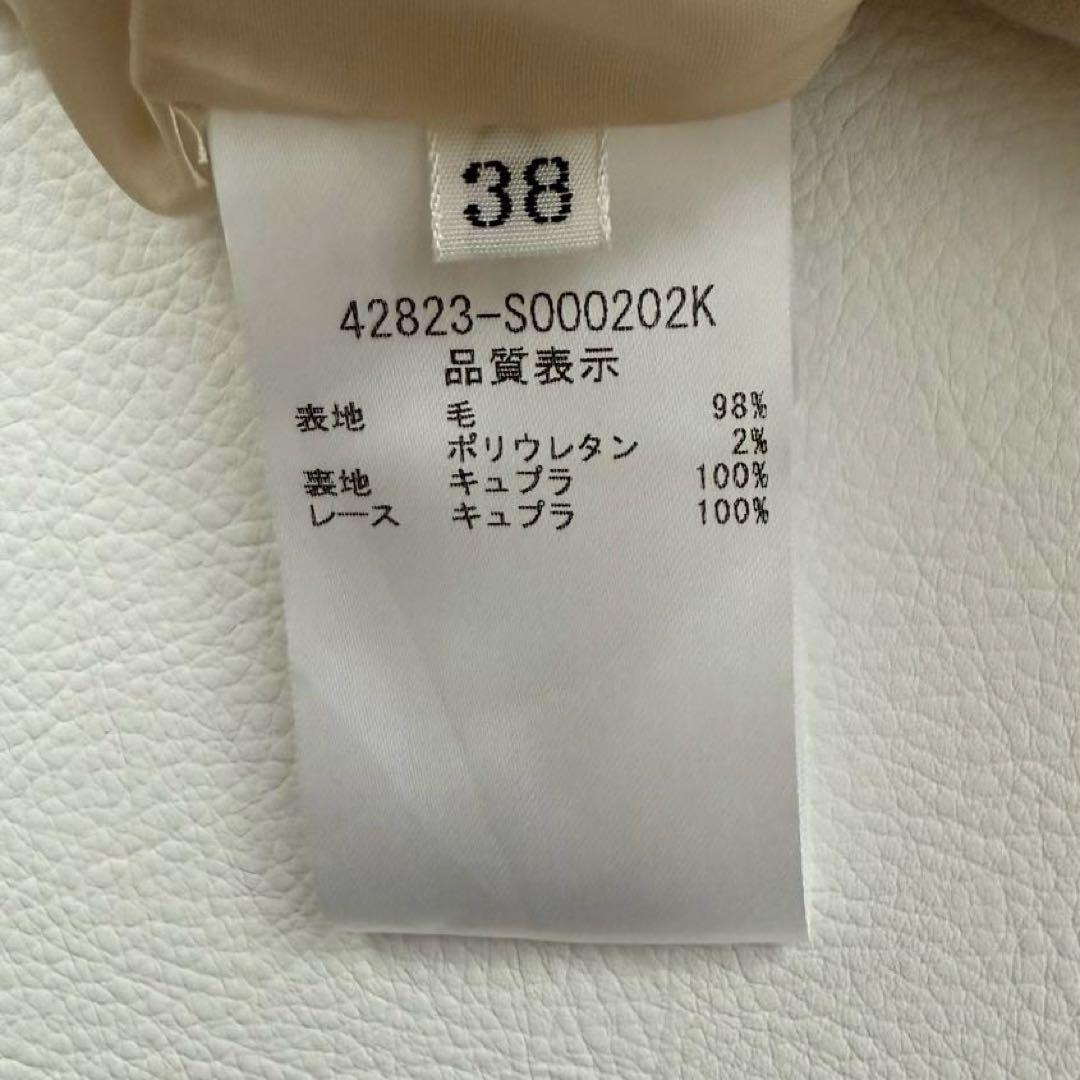 38
42823-S000202K
品質表示
表地 毛 98%
ポリウレタン 2%
裏地 キュプラ 100%
レース キュプラ 100%